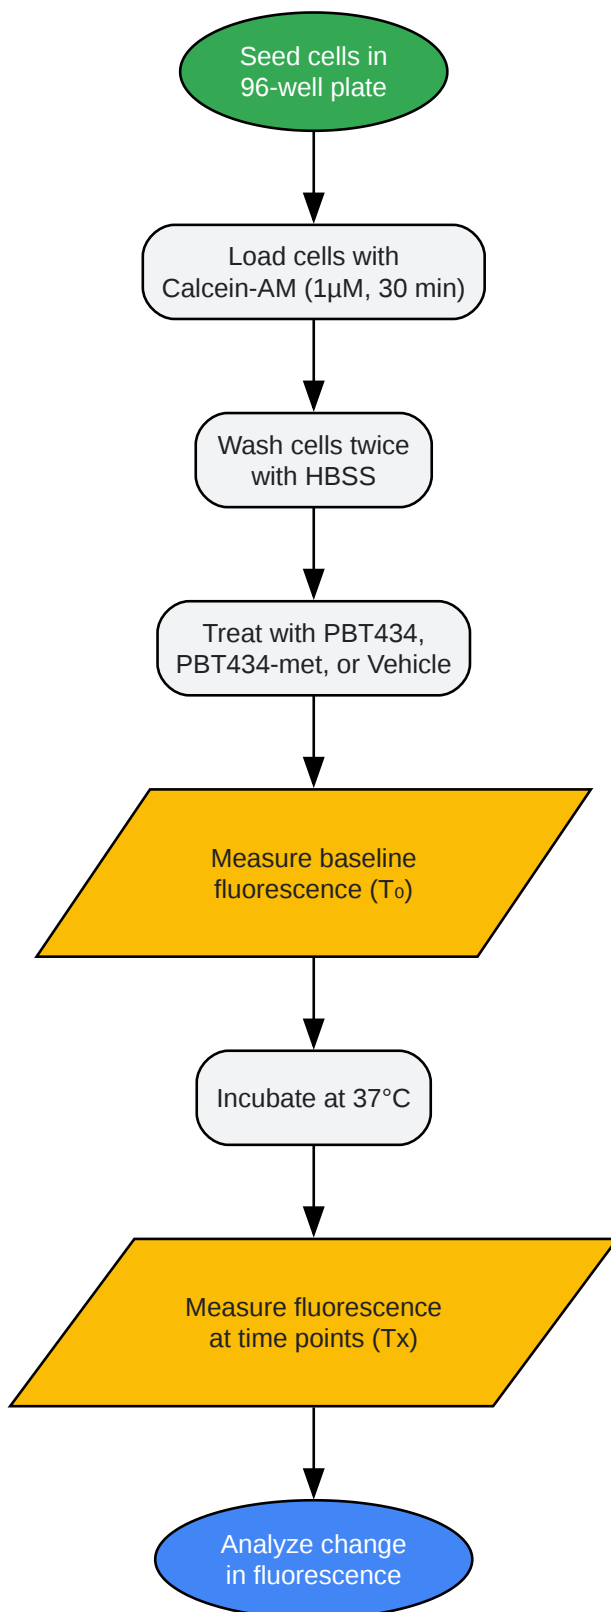 Seed cells in
96-well plate
Load cells with
Calcein-AM (1µM, 30 min)
Wash cells twice
with HBSS
Treat with PBT434,
PBT434-met, or Vehicle
Measure baseline
fluorescence (T₀)
Incubate at 37°C
Measure fluorescence
at time points (Tx)
Analyze change
in fluorescence